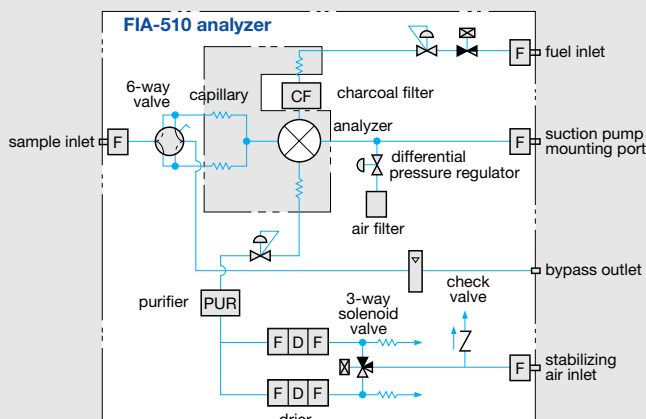 FIA-510 analyzer
F
fuel inlet
6-way
valve
capillary
CF
charcoal filter
sample inlet
F
analyzer
F
suction pump
mounting port
differential
pressure regulator
air filter
bypass outlet
purifier
PUR
3-way
solenoid
valve
check
valve
F D F
F
stabilizing
air inlet
F D F
drier